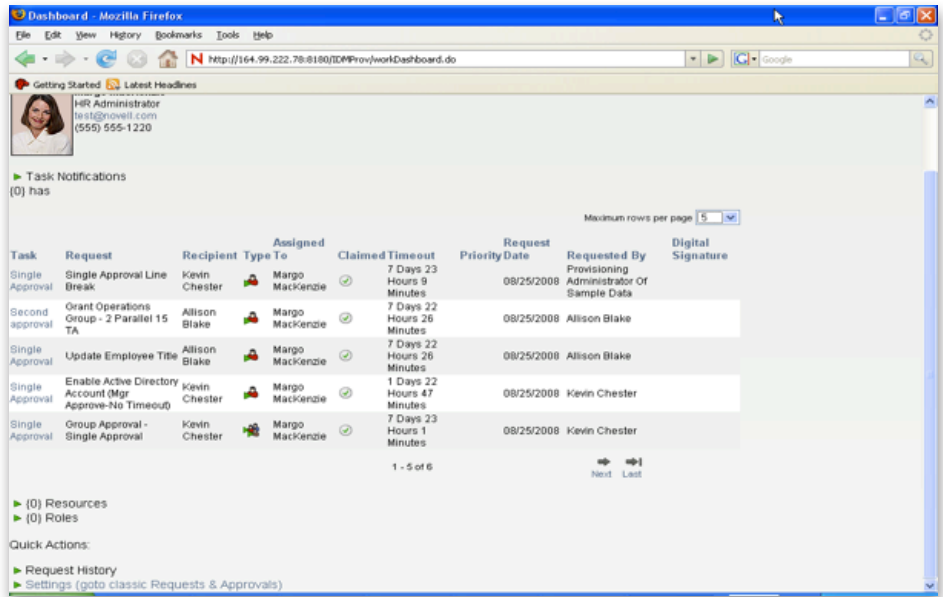 Dashboard - Mozilla Firefox
File Edit View History Bookmarks Tools Help
N http://164.99.222.78:8180/IDMProv/workDashboard.do G Google
Getting Started Latest Headlines
HR Administrator
test@novell.com
(555) 555-1220
Task Notifications
(0) has
Maximum rows per page 5
Task Request Recipient Type Assigned To Claimed Timeout Priority Request Date Requested By Digital Signature
Single Approval Single Approval Line Break Kevin Chester Margo MacKenzie 7 Days 23 Hours 9 Minutes 08/25/2008 Provisioning Administrator Of Sample Data
Second approval Grant Operations Group - 2 Parallel 15 TA Allison Blake Margo MacKenzie 7 Days 22 Hours 26 Minutes 08/25/2008 Allison Blake
Single Approval Update Employee Title Allison Blake Margo MacKenzie 7 Days 22 Hours 26 Minutes 08/25/2008 Allison Blake
Single Approval Enable Active Directory Account (Mgr Approve-No Timeout) Kevin Chester Margo MacKenzie 1 Days 22 Hours 47 Minutes 08/25/2008 Kevin Chester
Single Approval Group Approval - Single Approval Kevin Chester Margo MacKenzie 7 Days 23 Hours 1 Minutes 08/25/2008 Kevin Chester
1 - 5 of 6
Next Last
(0) Resources
(0) Roles
Quick Actions:
Request History
Settings (goto classic Requests & Approvals)